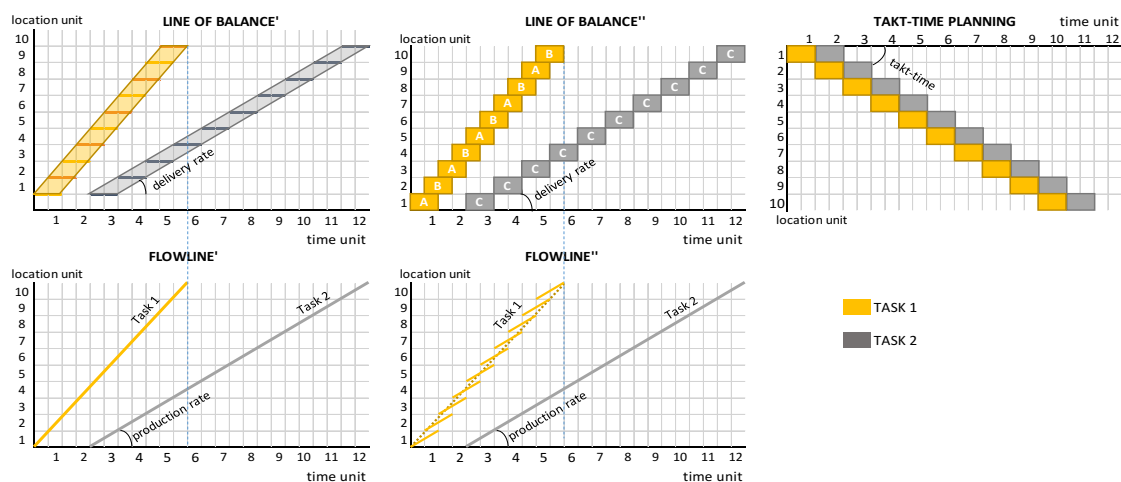 LINE OF BALANCE'
location unit
10
9
8
7
6
5
4
3
2
1
delivery rate
1 2 3 4 5 6 7 8 9 10 11 12
time unit
LINE OF BALANCE''
location unit
10
9
8
7
6
5
4
3
2
1
B
A
B
A
B
A
B
A
B
A
C
C
C
C
C
C
C
C
C
C
delivery rate
1 2 3 4 5 6 7 8 9 10 11 12
time unit
TAKT-TIME PLANNING
time unit
1 2 3 4 5 6 7 8 9 10 11 12
1
2
3
4
5
6
7
8
9
10
takt-time
location unit
FLOWLINE'
location unit
10
9
8
7
6
5
4
3
2
1
Task 1
Task 2
production rate
1 2 3 4 5 6 7 8 9 10 11 12
time unit
FLOWLINE''
location unit
10
9
8
7
6
5
4
3
2
1
Task 1
Task 2
production rate
1 2 3 4 5 6 7 8 9 10 11 12
time unit
TASK 1
TASK 2